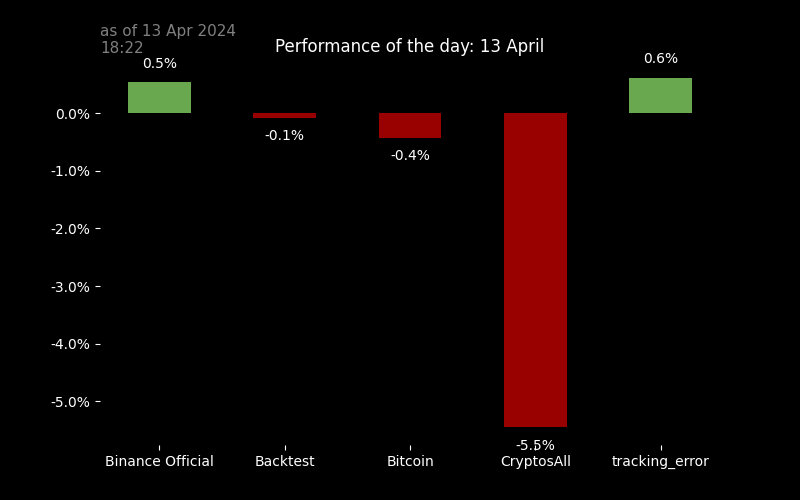 as of 13 Apr 2024
18:22
Performance of the day: 13 April
0.5%
0.6%
0.0%
-0.1%
-0.4%
-1.0%
-2.0%
-3.0%
-4.0%
-5.0%
-5.5%
Binance Official
Backtest
Bitcoin
CryptosAll
tracking_error